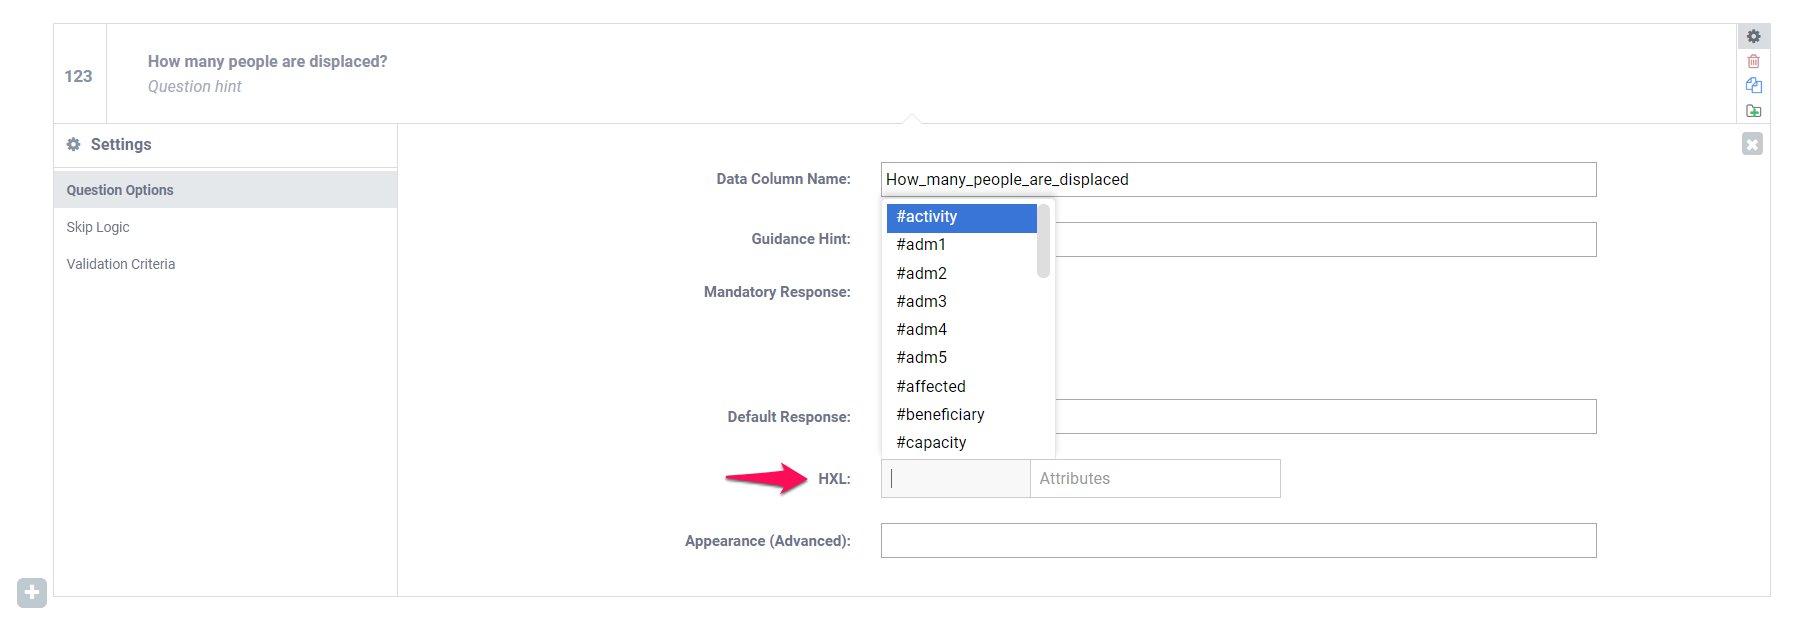 123
How many people are displaced?
Question hint
Settings
Question Options
Skip Logic
Validation Criteria
Data Column Name:
How_many_people_are_displaced
Guidance Hint:
Mandatory Response:
#activity
#adm1
#adm2
#adm3
#adm4
#adm5
#affected
#beneficiary
#capacity
Default Response:
HXL:
Attributes
Appearance (Advanced):